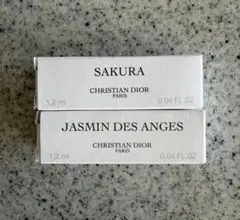 SAKURA
CHRISTIAN DIOR
PARIS
1,2 ml 0.04 FL.OZ
JASMIN DES ANGES
CHRISTIAN DIOR
PARIS
1,2 ml 0.04 FL.OZ